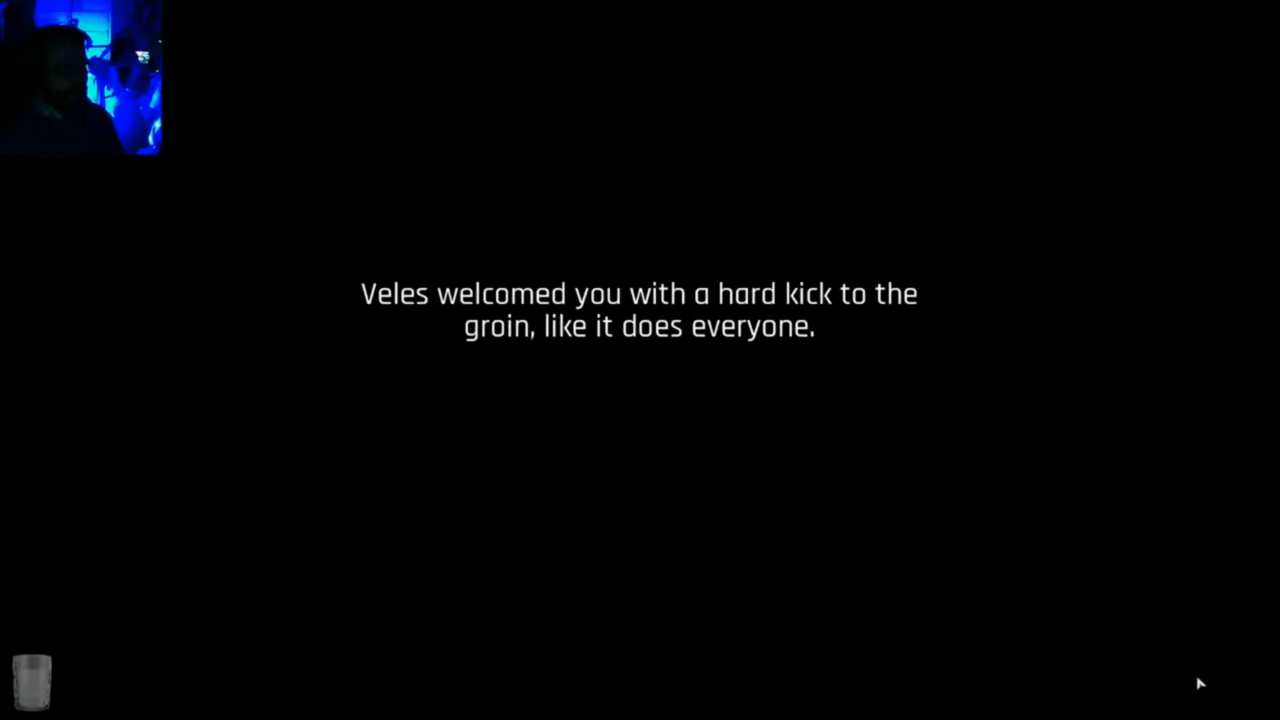 Veles welcomed you with a hard kick to the
groin, like it does everyone.